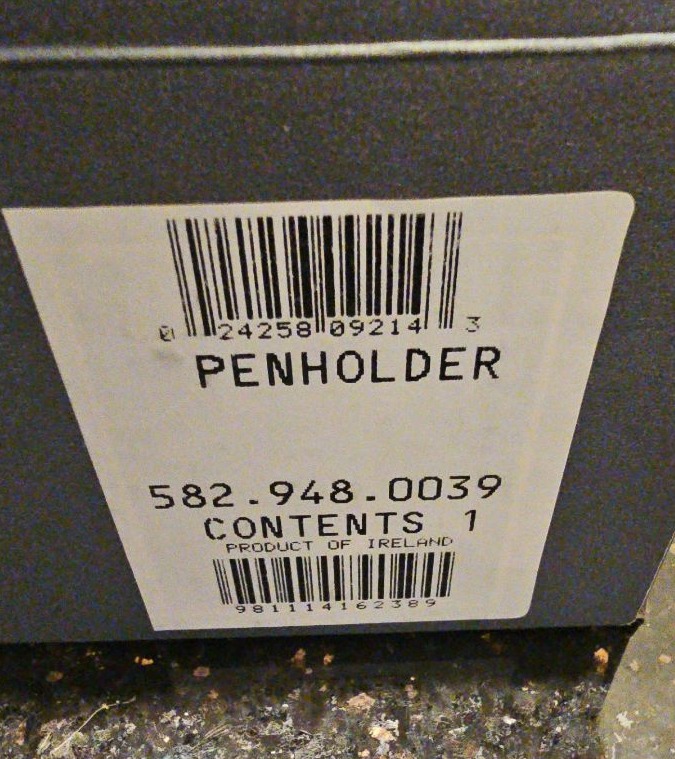 0 24258 09214 3
PENHOLDER
582.948.0039
CONTENTS 1
PRODUCT OF IRELAND
981114162389